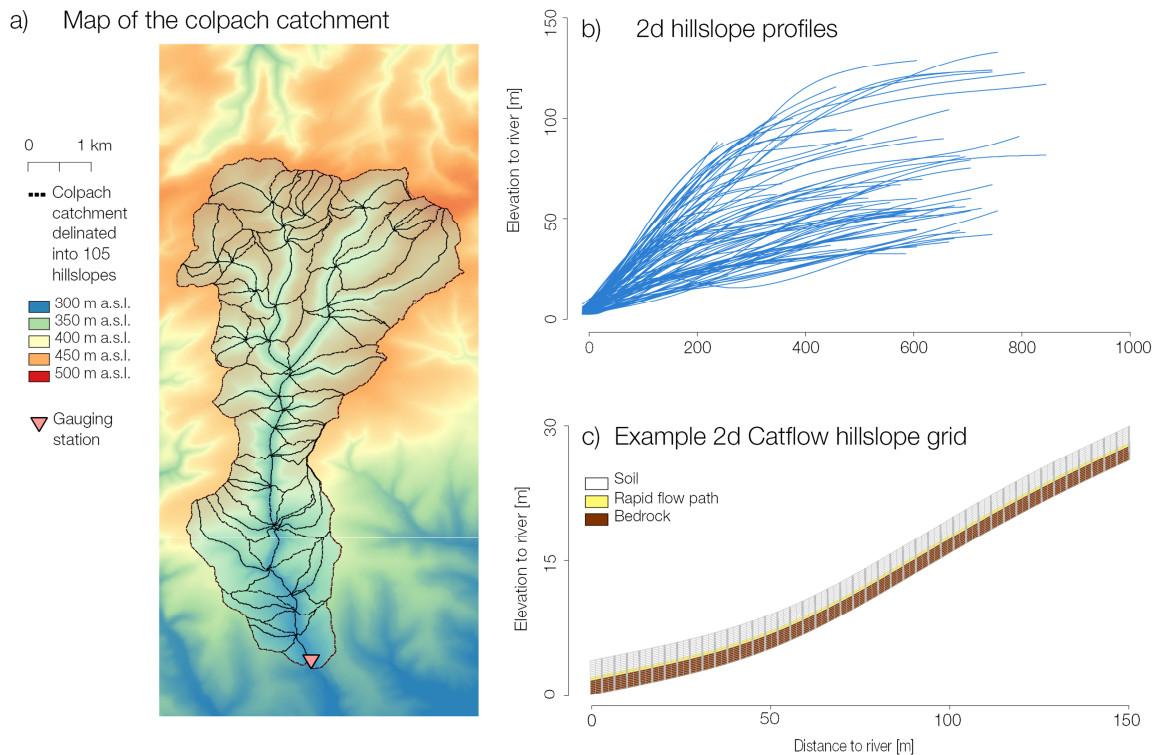 a) Map of the colpach catchment
0 1 km
Colpach
catchment
delinated
into 105
hillslopes
300 m a.s.l.
350 m a.s.l.
400 m a.s.l.
450 m a.s.l.
500 m a.s.l.
Gauging
station
b) 2d hillslope profiles
Elevation to river [m]
150
100
50
0
0 200 400 600 800 1000
c) Example 2d Catflow hillslope grid
Soil
Rapid flow path
Bedrock
Elevation to river [m]
30
15
0
0 50 100 150
Distance to river [m]